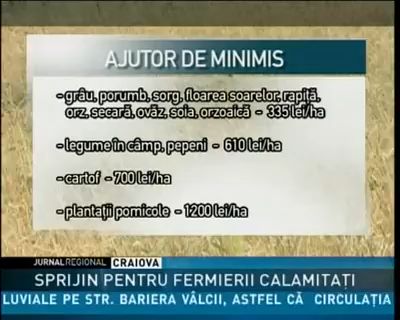 AJUTOR DE MINIMIS
- grâu, porumb, sorg, floarea soarelor, rapiță,
orz, secară, ovăz, soia, orzoaică - 335 lei/ha
- legume în câmp, pepeni - 610 lei/ha
- cartof - 700 lei/ha
- plantații pomicole - 1200 lei/ha
JURNAL REGIONAL CRAIOVA
SPRIJIN PENTRU FERMIERII CALAMITAȚI
LUVIALE PE STR. BARIERA VÂLCII, ASTFEL CĂ CIRCULAȚIA